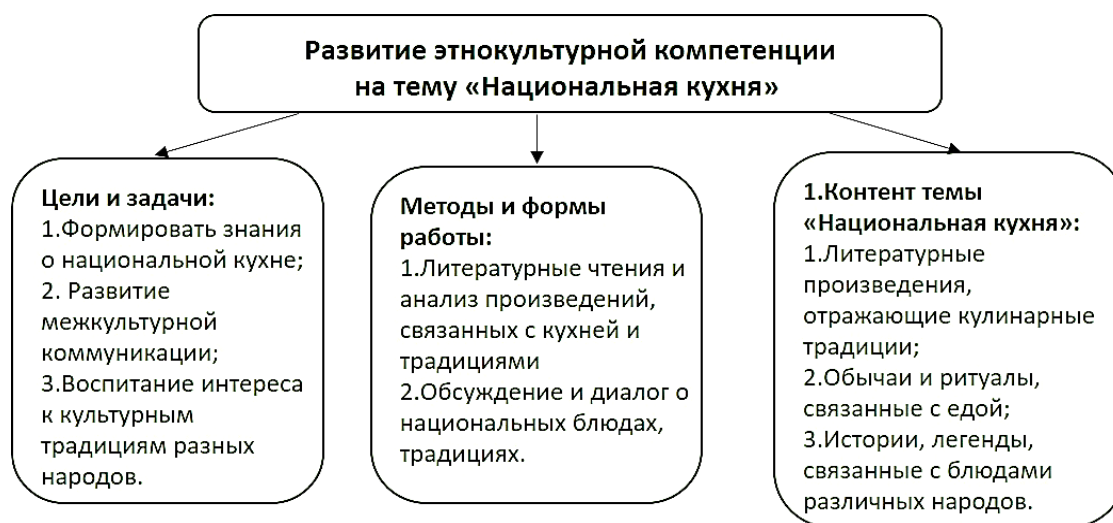 Развитие этнокультурной компетенции
на тему «Национальная кухня»
Цели и задачи:
1.Формировать знания
о национальной кухне;
2. Развитие
межкультурной
коммуникации;
3.Воспитание интереса
к культурным
традициям разных
народов.
Методы и формы
работы:
1.Литературные чтения и
анализ произведений,
связанных с кухней и
традициями
2.Обсуждение и диалог о
национальных блюдах,
традициях.
1.Контент темы
«Национальная кухня»:
1.Литературные
произведения,
отражающие кулинарные
традиции;
2.Обычаи и ритуалы,
связанные с едой;
3.Истории, легенды,
связанные с блюдами
различных народов.